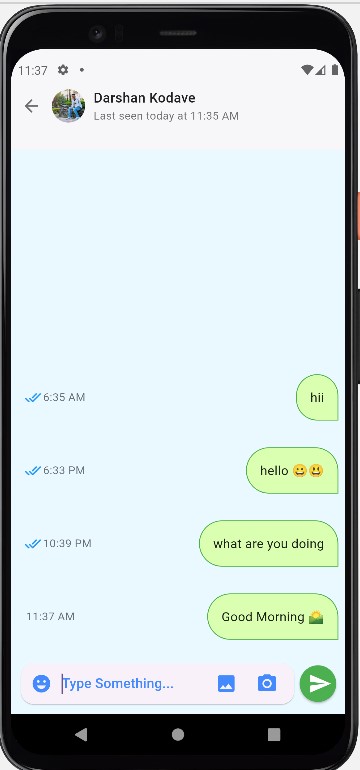 11:37
Darshan Kodave
Last seen today at 11:35 AM
6:35 AM hii
6:33 PM hello 😀😃
10:39 PM what are you doing
11:37 AM Good Morning 🌄
Type Something...